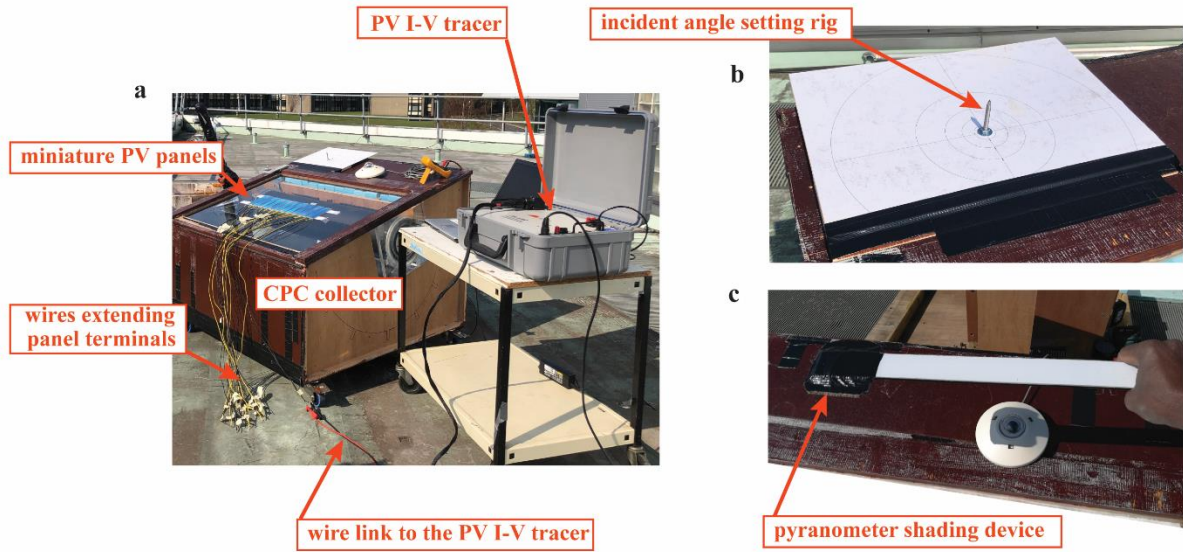 PV I-V tracer
incident angle setting rig
a
b
miniature PV panels
CPC collector
wires extending
panel terminals
c
wire link to the PV I-V tracer
pyranometer shading device